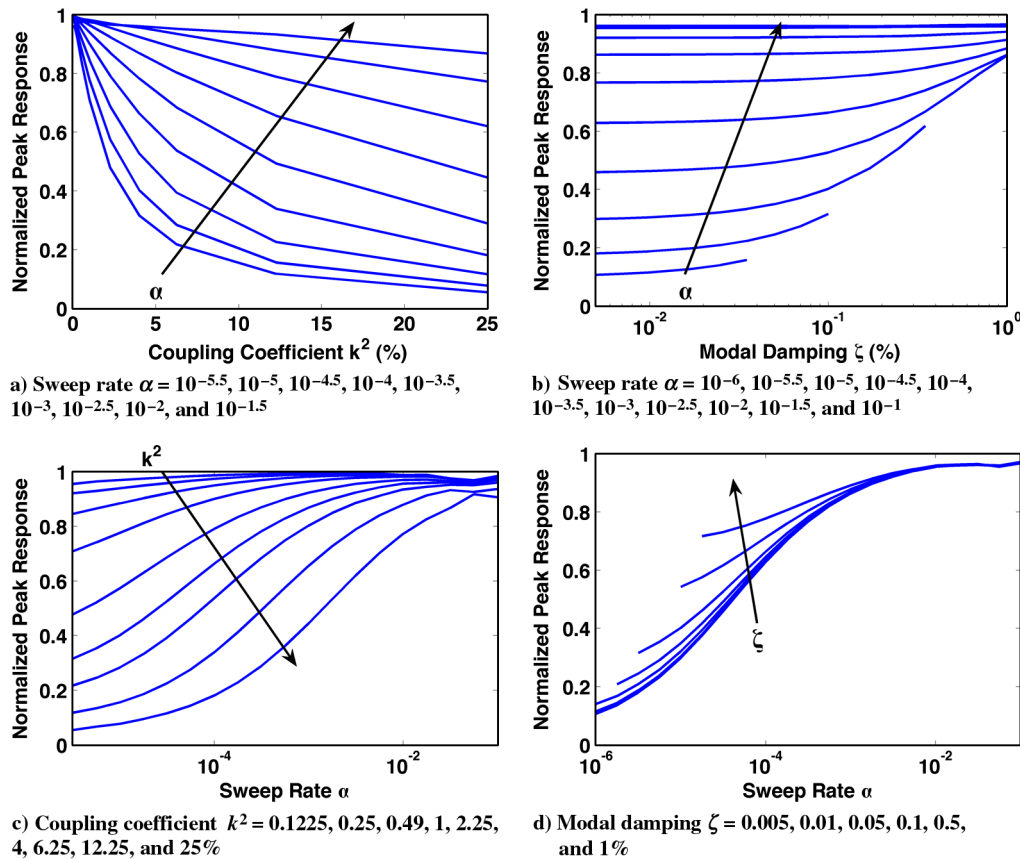 1
0.8
0.6
0.4
0.2
0
Normalized Peak Response
α
0 5 10 15 20 25
Coupling Coefficient k² (%)
a) Sweep rate α = 10⁻⁵·⁵, 10⁻⁵, 10⁻⁴·⁵, 10⁻⁴, 10⁻³·⁵,
10⁻³, 10⁻²·⁵, 10⁻², and 10⁻¹·⁵
1
0.8
0.6
0.4
0.2
0
Normalized Peak Response
α
10⁻² 10⁻¹ 10⁰
Modal Damping ζ (%)
b) Sweep rate α = 10⁻⁶, 10⁻⁵·⁵, 10⁻⁵, 10⁻⁴·⁵, 10⁻⁴,
10⁻³·⁵, 10⁻³, 10⁻²·⁵, 10⁻², 10⁻¹·⁵, and 10⁻¹
k²
1
0.8
0.6
0.4
0.2
0
Normalized Peak Response
10⁻⁴ 10⁻²
Sweep Rate α
c) Coupling coefficient k² = 0.1225, 0.25, 0.49, 1, 2.25,
4, 6.25, 12.25, and 25%
1
0.8
0.6
0.4
0.2
0
Normalized Peak Response
ζ
10⁻⁶ 10⁻⁴ 10⁻²
Sweep Rate α
d) Modal damping ζ = 0.005, 0.01, 0.05, 0.1, 0.5,
and 1%